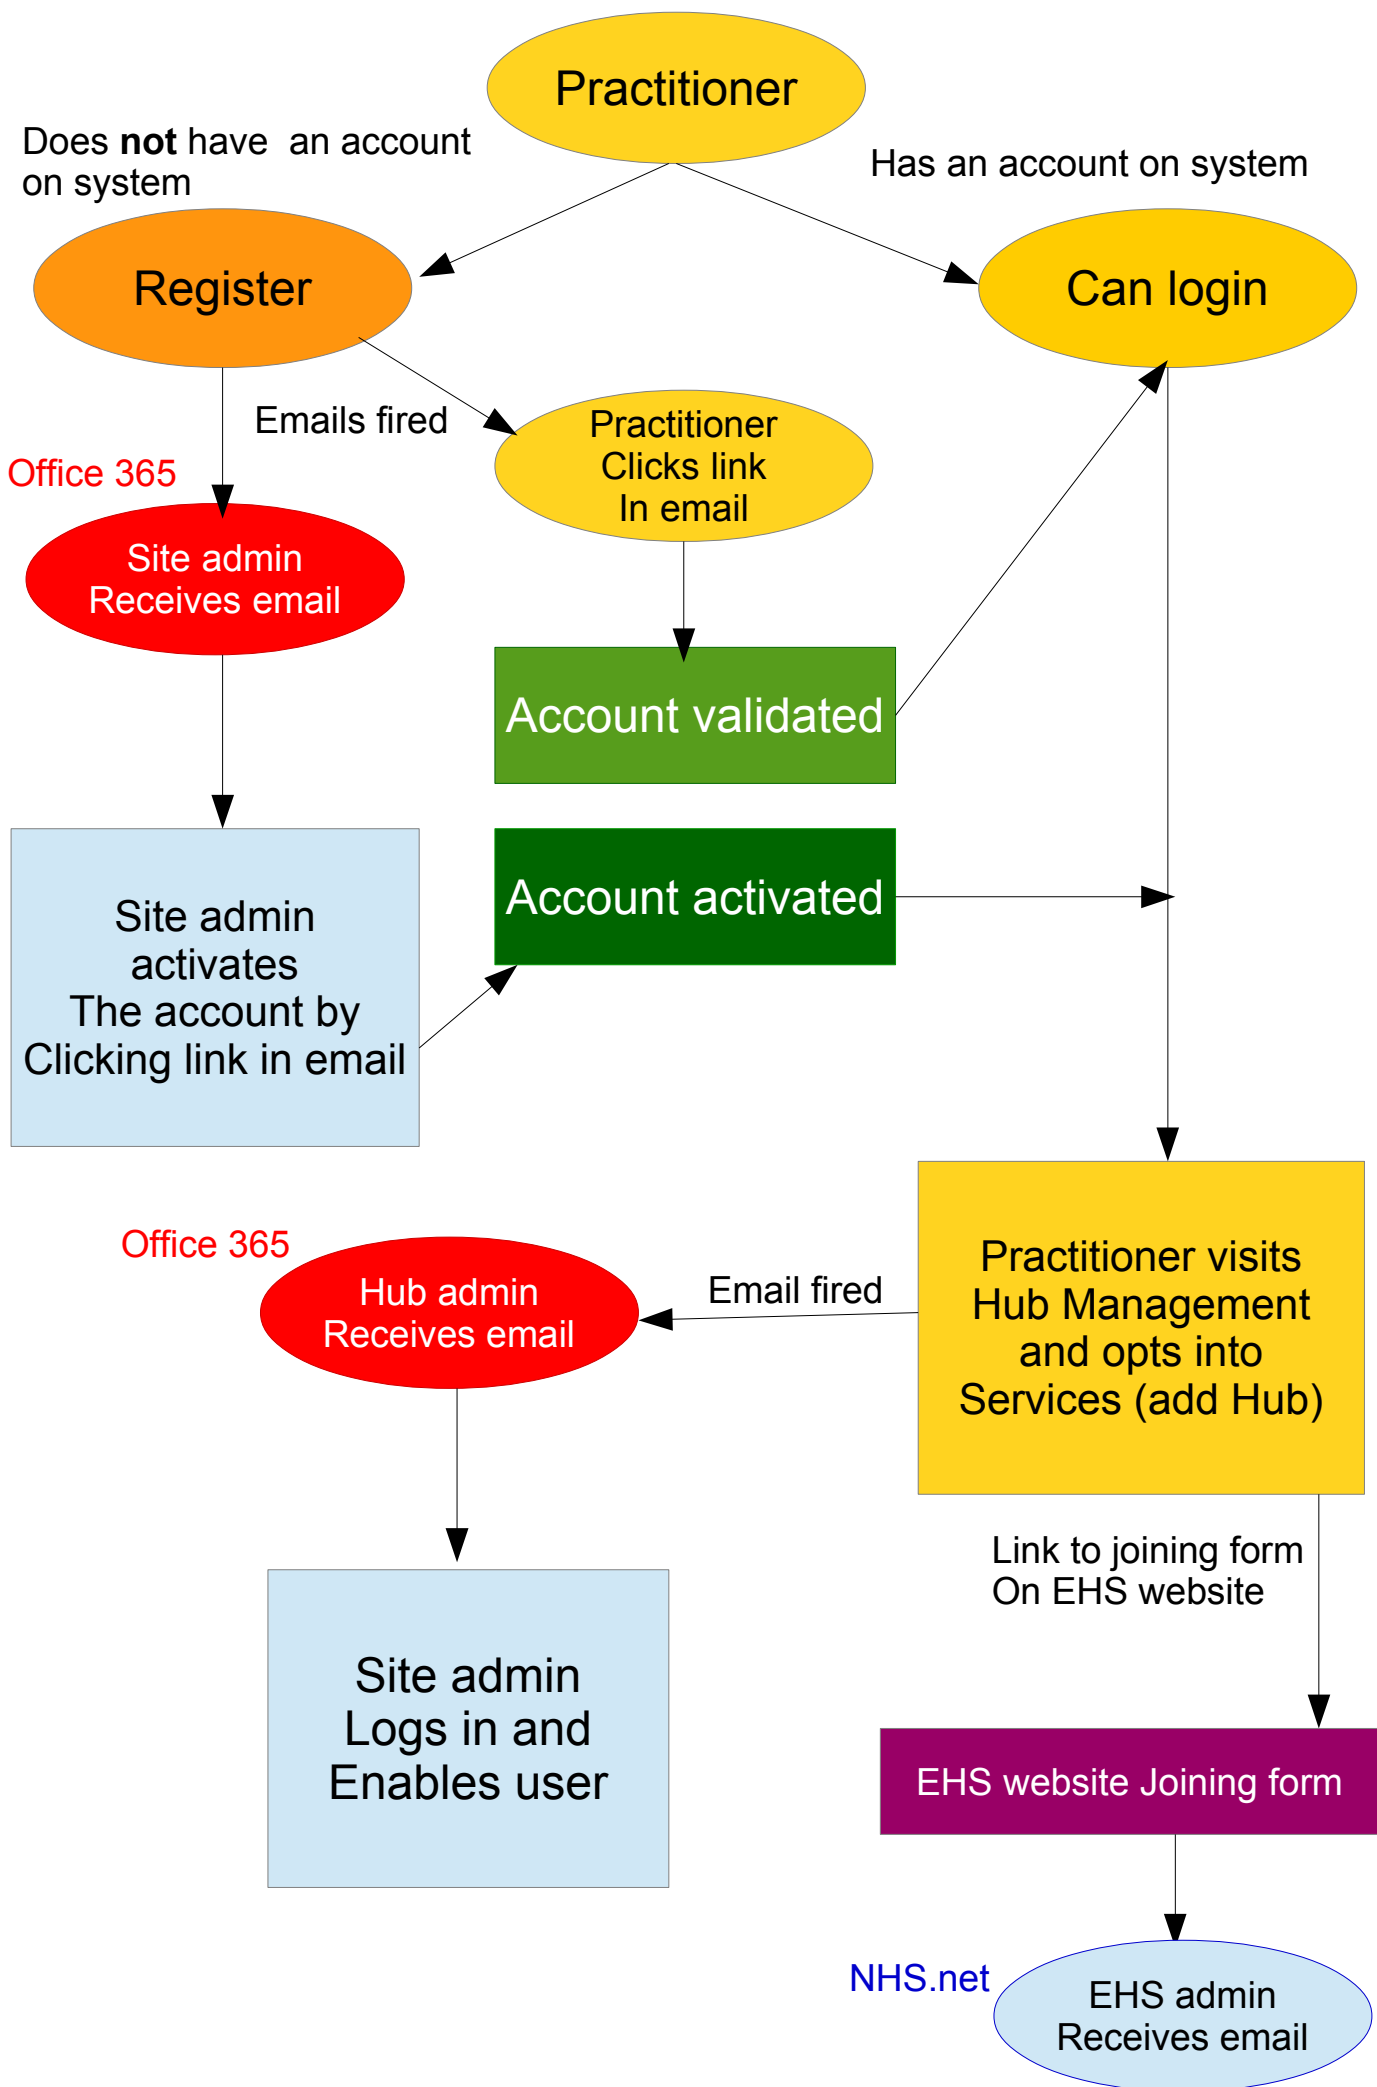 Practitioner
Does not have an account
on system
Has an account on system
Register
Can login
Emails fired
Practitioner
Clicks link
In email
Office 365
Site admin
Receives email
Account validated
Account activated
Site admin
activates
The account by
Clicking link in email
Office 365
Hub admin
Receives email
Email fired
Practitioner visits
Hub Management
and opts into
Services (add Hub)
Link to joining form
On EHS website
Site admin
Logs in and
Enables user
EHS website Joining form
NHS.net
EHS admin
Receives email